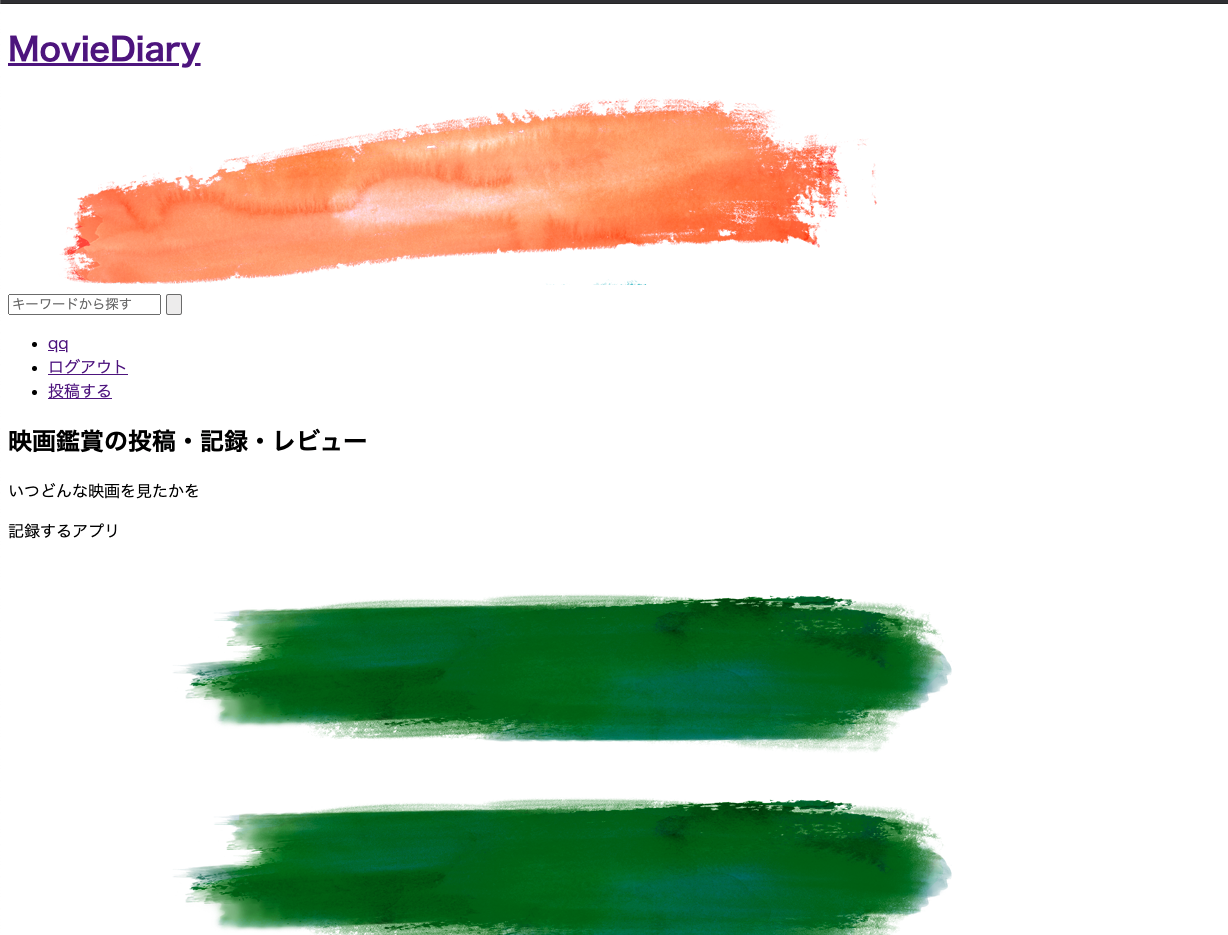 MovieDiary
キーワードから探す
qq
ログアウト
投稿する
映画鑑賞の投稿・記録・レビュー
いつどんな映画を見たかを
記録するアプリ